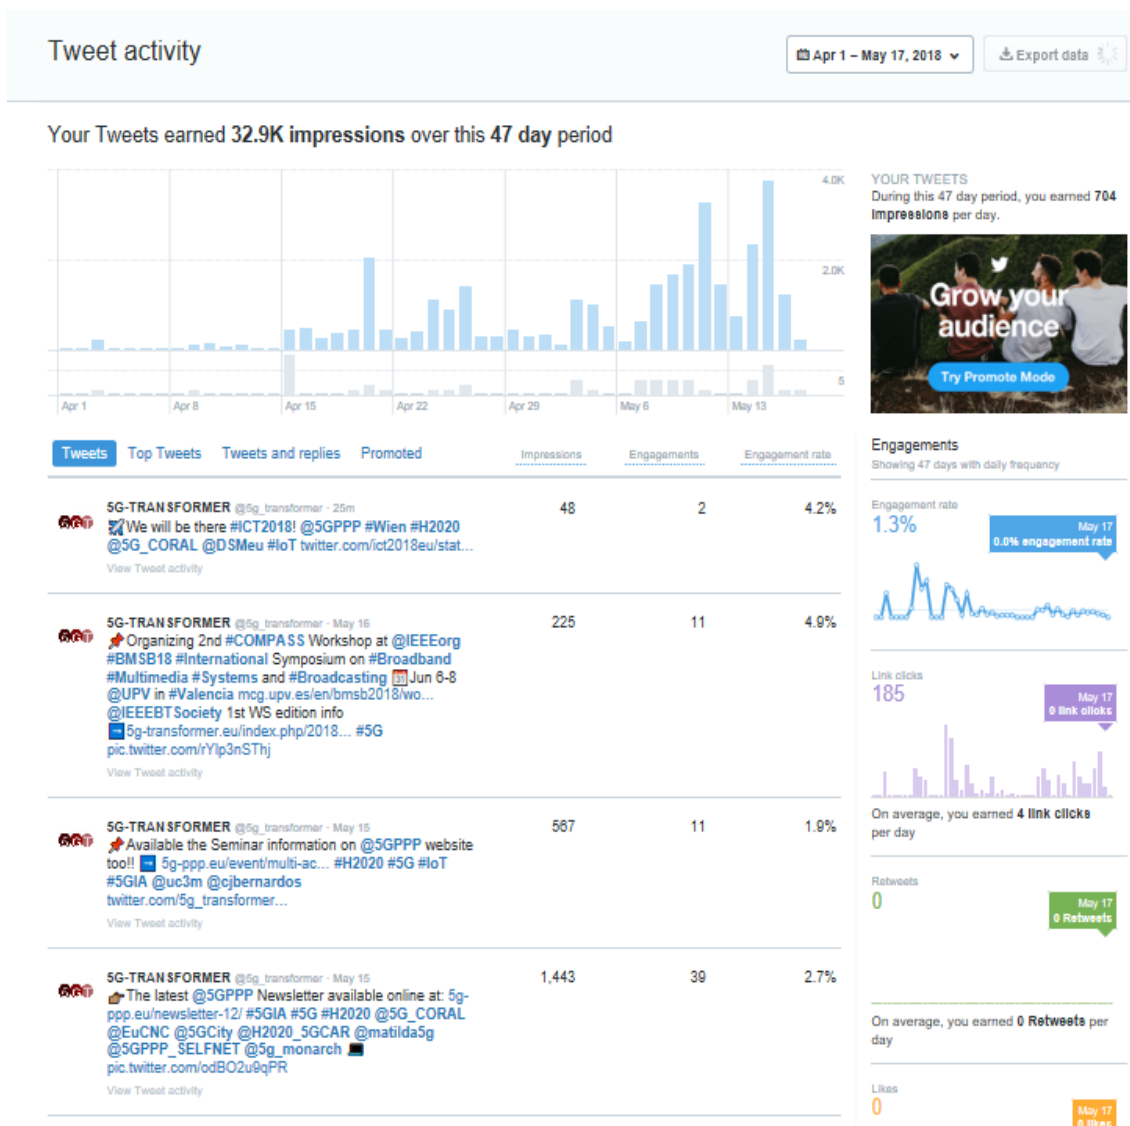 Tweet activity
Apr 1 – May 17, 2018
Export data
Your Tweets earned 32.9K impressions over this 47 day period
4.0K
2.0K
5
Apr 1
Apr 8
Apr 15
Apr 22
Apr 29
May 6
May 13
YOUR TWEETS
During this 47 day period, you earned 704
impressions per day.
Grow your
audience
Try Promote Mode
Tweets Top Tweets Tweets and replies Promoted
Impressions Engagements Engagement rate
5G-TRANSFORMER @5g_transformer · 25m
We will be there #ICT2018! @5GPPP #Wien #H2020
@5G_CORAL @DSMeu #IoT twitter.com/ict2018eu/stat...
View Tweet activity
48 2 4.2%
5G-TRANSFORMER @5g_transformer · May 16
Organizing 2nd #COMPASS Workshop at @IEEEorg
#BMSB18 #International Symposium on #Broadband
#Multimedia #Systems and #Broadcasting 31 Jun 6-8
@UPV in #Valencia mcg.upv.es/en/bmsb2018/wo...
@IEEEBTSociety 1st WS edition info
5g-transformer.eu/index.php/2018... #5G
pic.twitter.com/rYlp3nSThj
View Tweet activity
225 11 4.9%
5G-TRANSFORMER @5g_transformer · May 15
Available the Seminar information on @5GPPP website
too!! 5g-ppp.eu/event/multi-ac... #H2020 #5G #IoT
#5GIA @uc3m @cjbernardos
twitter.com/5g_transformer...
View Tweet activity
567 11 1.9%
5G-TRANSFORMER @5g_transformer · May 15
The latest @5GPPP Newsletter available online at: 5g-
ppp.eu/newsletter-12/ #5GIA #5G #H2020 @5G_CORAL
@EuCNC @5GCity @H2020_5GCAR @matilda5g
@5GPPP_SELFNET @5g_monarch
pic.twitter.com/odBO2u9qPR
View Tweet activity
1,443 39 2.7%
Engagements
Showing 47 days with daily frequency
Engagement rate
1.3%
May 17
0.0% engagement rate
Link clicks
185
May 17
0 link clicks
On average, you earned 4 link clicks
per day
Retweets
0
May 17
0 Retweets
On average, you earned 0 Retweets per
day
Likes
0
May 17
0 likes